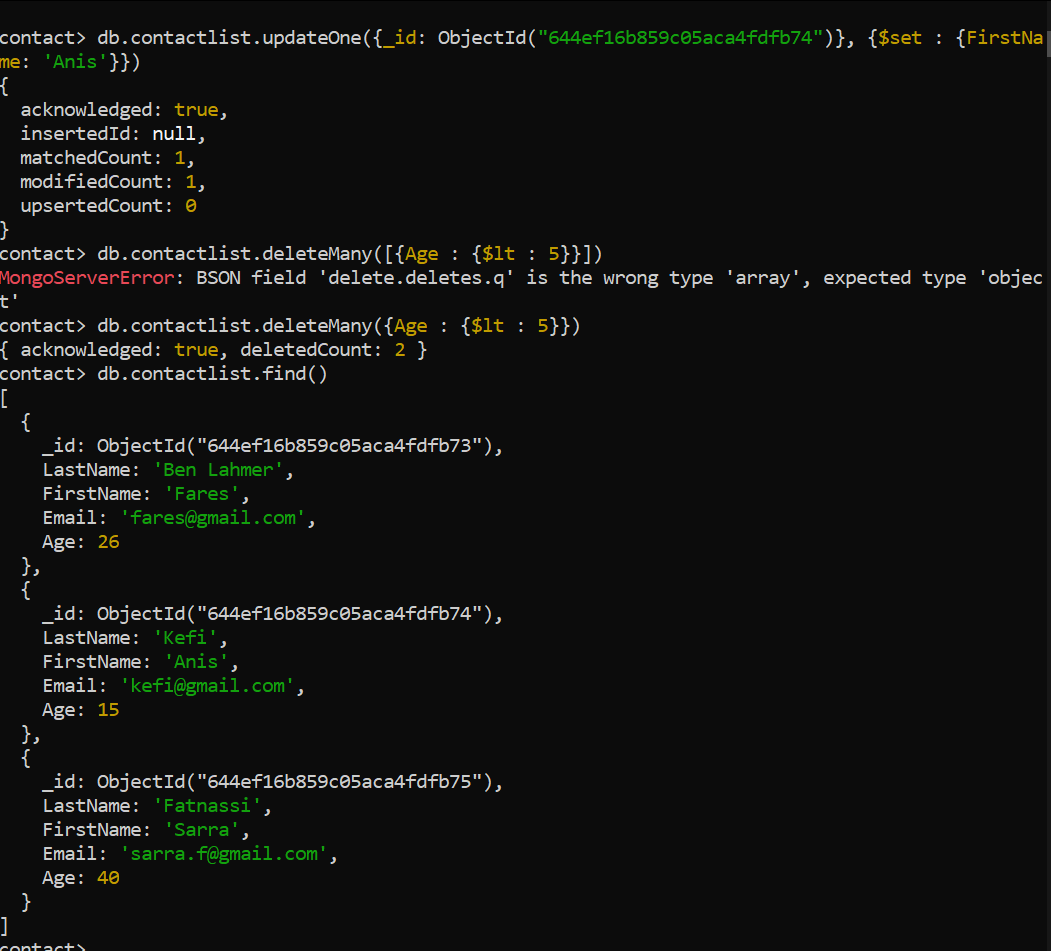 contact> db.contactlist.updateOne({_id: ObjectId("644ef16b859c05aca4fdfb74")}, {$set : {FirstNa
me: 'Anis'}})
{
  acknowledged: true,
  insertedId: null,
  matchedCount: 1,
  modifiedCount: 1,
  upsertedCount: 0
}
contact> db.contactlist.deleteMany([{Age : {$lt : 5}}])
MongoServerError: BSON field 'delete.deletes.q' is the wrong type 'array', expected type 'objec
t'
contact> db.contactlist.deleteMany({Age : {$lt : 5}})
{ acknowledged: true, deletedCount: 2 }
contact> db.contactlist.find()
[
  {
    _id: ObjectId("644ef16b859c05aca4fdfb73"),
    LastName: 'Ben Lahmer',
    FirstName: 'Fares',
    Email: 'fares@gmail.com',
    Age: 26
  },
  {
    _id: ObjectId("644ef16b859c05aca4fdfb74"),
    LastName: 'Kefi',
    FirstName: 'Anis',
    Email: 'kefi@gmail.com',
    Age: 15
  },
  {
    _id: ObjectId("644ef16b859c05aca4fdfb75"),
    LastName: 'Fatnassi',
    FirstName: 'Sarra',
    Email: 'sarra.f@gmail.com',
    Age: 40
  }
]
contact>